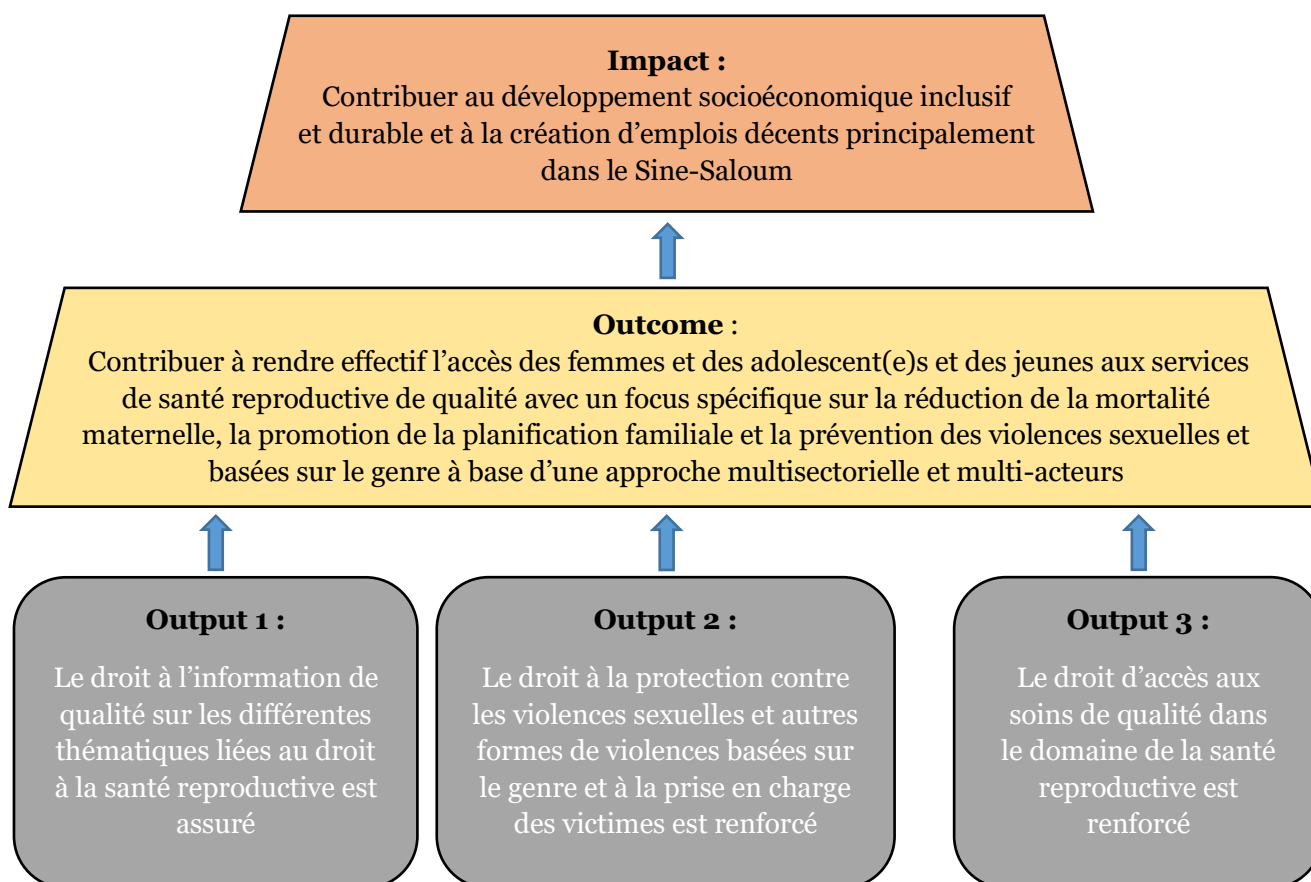 Impact :
Contribuer au développement socioéconomique inclusif
et durable et à la création d’emplois décents principalement
dans le Sine-Saloum
Outcome :
Contribuer à rendre effectif l’accès des femmes et des adolescent(e)s et des jeunes aux services
de santé reproductive de qualité avec un focus spécifique sur la réduction de la mortalité
maternelle, la promotion de la planification familiale et la prévention des violences sexuelles et
basées sur le genre à base d’une approche multisectorielle et multi-acteurs
Output 1 :
Le droit à l’information de
qualité sur les différentes
thématiques liées au droit
à la santé reproductive est
assuré
Output 2 :
Le droit à la protection contre
les violences sexuelles et autres
formes de violences basées sur
le genre et à la prise en charge
des victimes est renforcé
Output 3 :
Le droit d’accès aux
soins de qualité dans
le domaine de la santé
reproductive est
renforcé